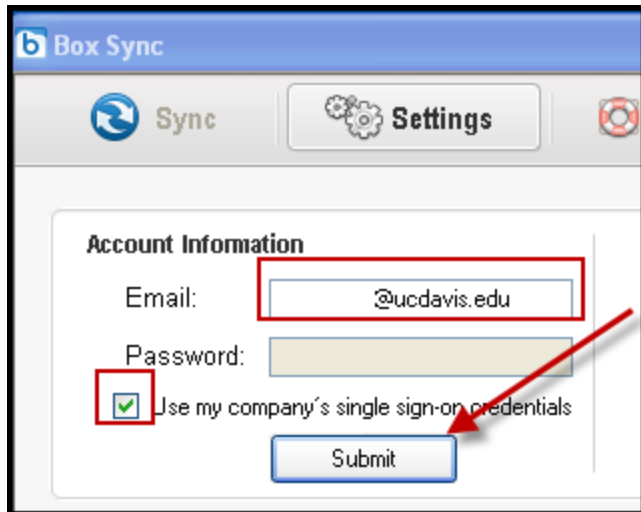 b Box Sync
Sync Settings
Account Information
Email: @ucdavis.edu
Password:
Use my company's single sign-on credentials
Submit